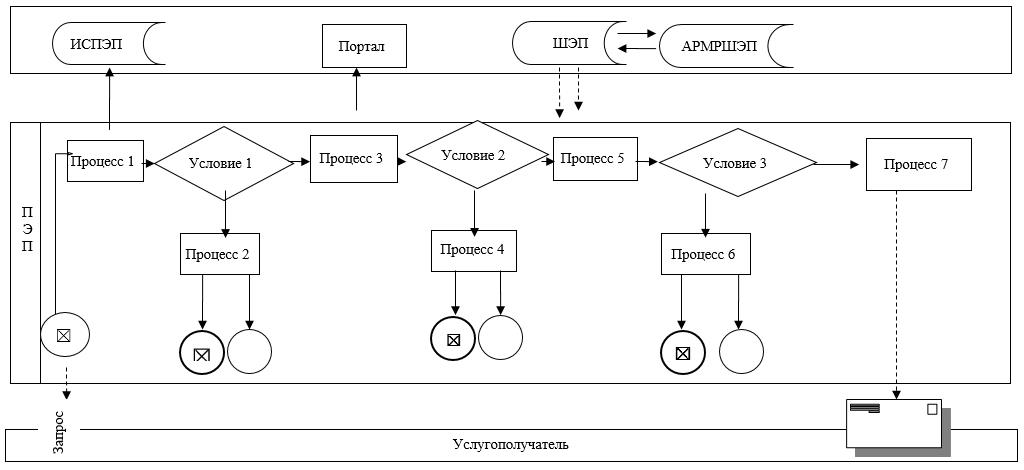 ИСПЭП
Портал
ШЭП
АРМРШЭП
Процесс 1
Условие 1
Процесс 3
Условие 2
Процесс 5
Условие 3
Процесс 7
П
Э
П
Процесс 2
Процесс 4
Процесс 6
Запрос
Услугополучатель